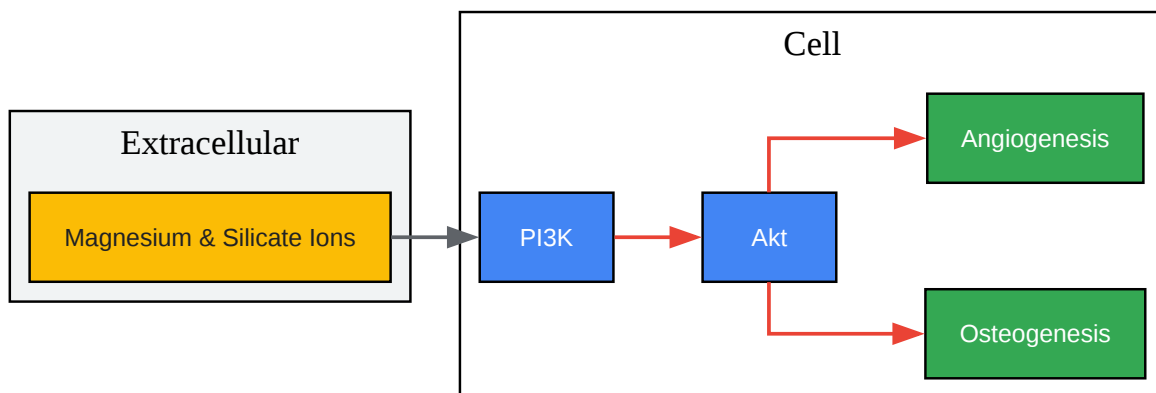 Cell
Extracellular
Angiogenesis
Magnesium & Silicate Ions
PI3K
Akt
Osteogenesis